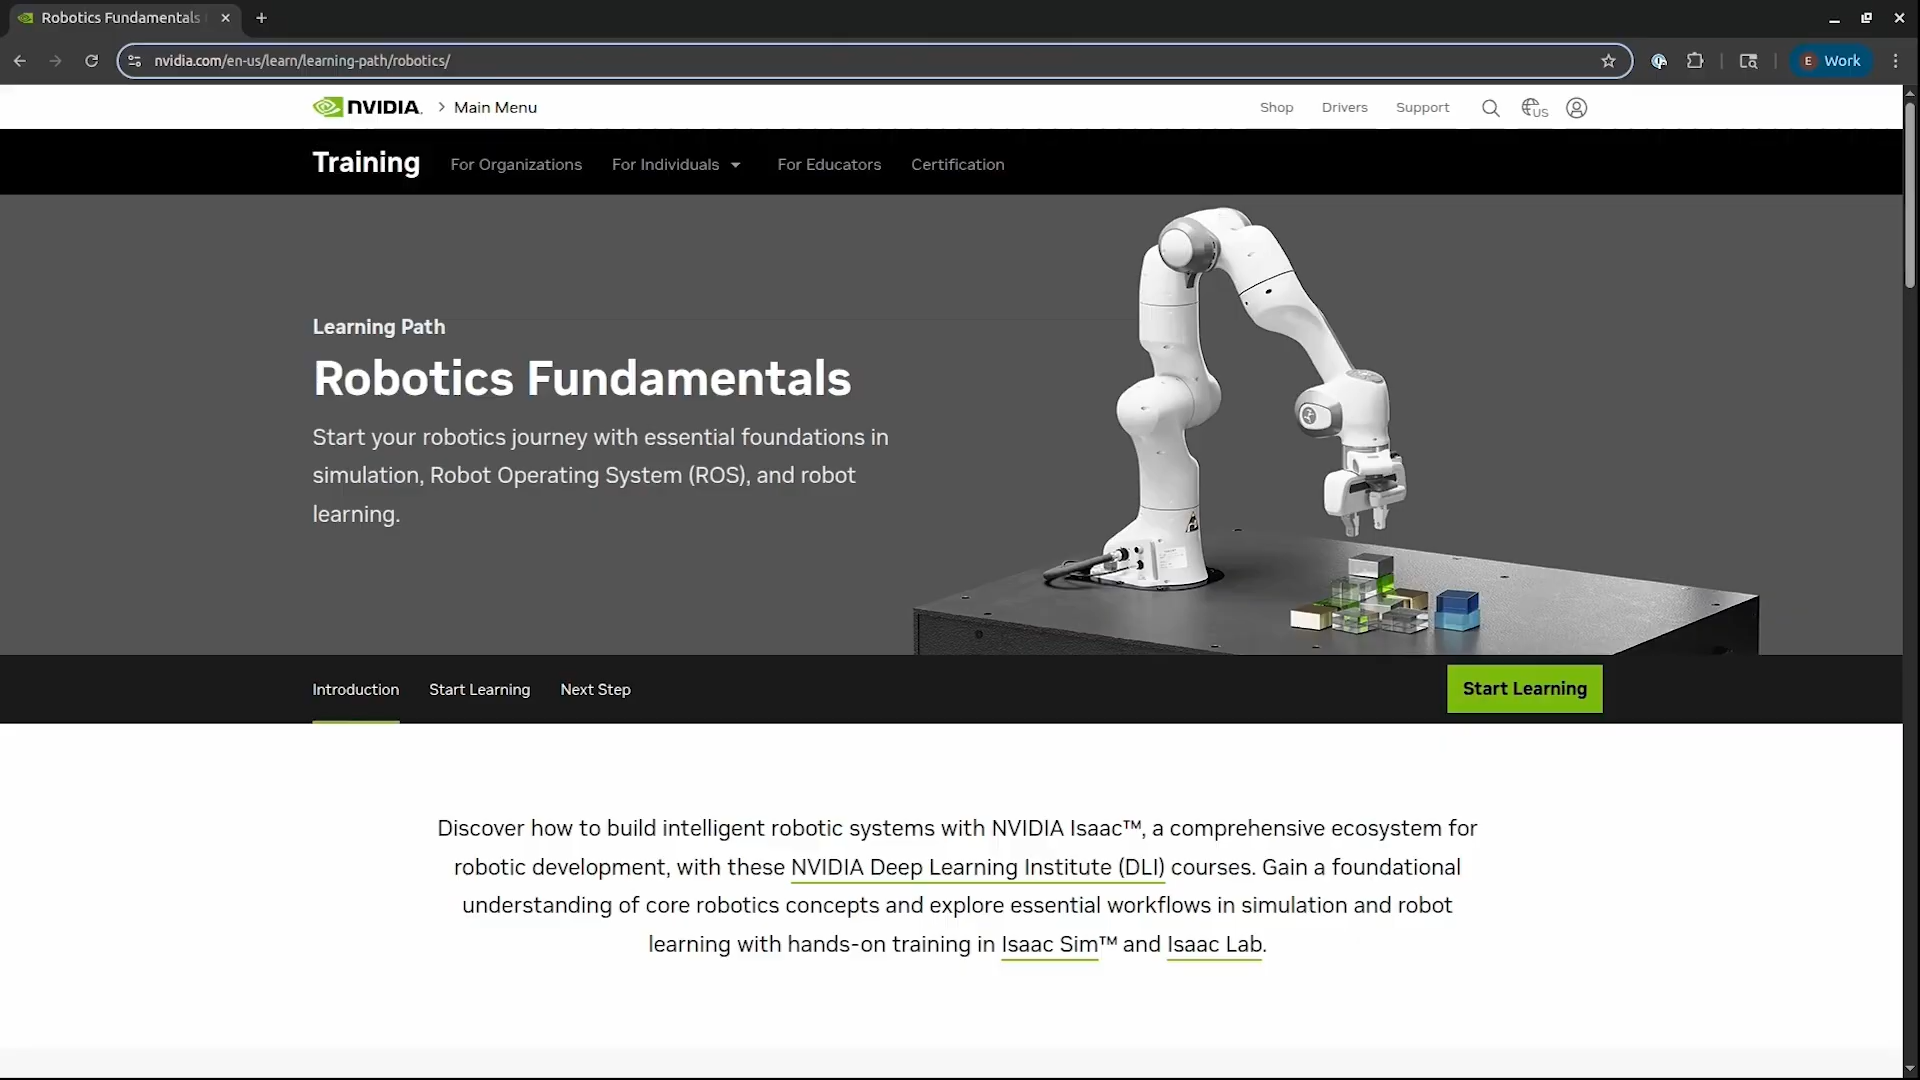 Robotics Fundamentals
nvidia.com/en-us/learn/learning-path/robotics/
E Work
NVIDIA. > Main Menu
Shop
Drivers
Support
US
Training
For Organizations
For Individuals
For Educators
Certification
Learning Path
Robotics Fundamentals
Start your robotics journey with essential foundations in
simulation, Robot Operating System (ROS), and robot
learning.
Introduction
Start Learning
Next Step
Start Learning
Discover how to build intelligent robotic systems with NVIDIA Isaac™, a comprehensive ecosystem for
robotic development, with these NVIDIA Deep Learning Institute (DLI) courses. Gain a foundational
understanding of core robotics concepts and explore essential workflows in simulation and robot
learning with hands-on training in Isaac Sim™ and Isaac Lab.